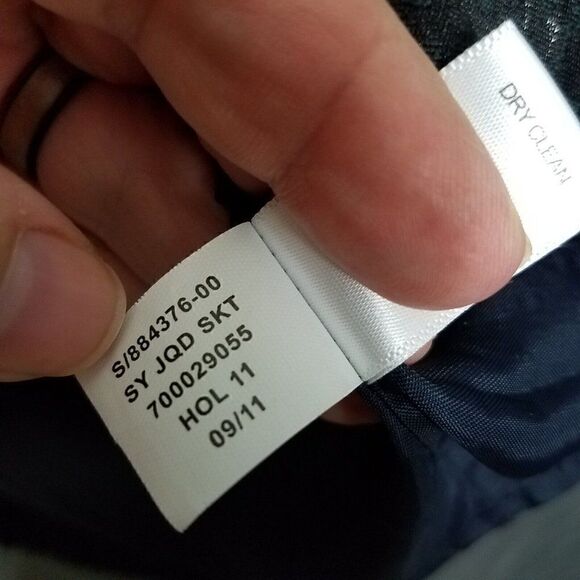 DRY CLEAN
S/884376-00
SY JQD SKT
700029055
HOL 11
09/11